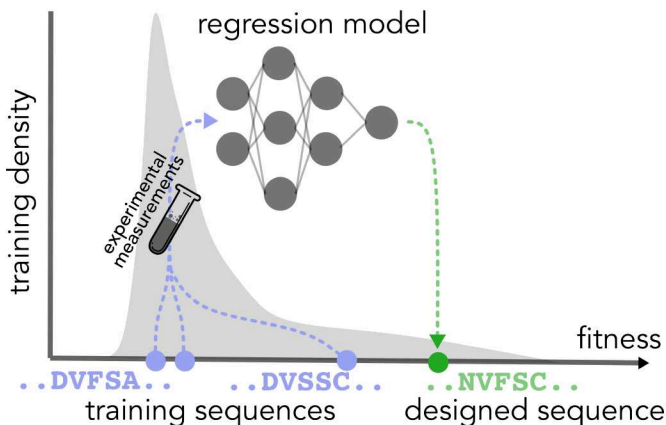 regression model
training density
experimental
measurements
fitness
..DVFSA.. ..DVSSC.. ..NVFSC..
training sequences designed sequence